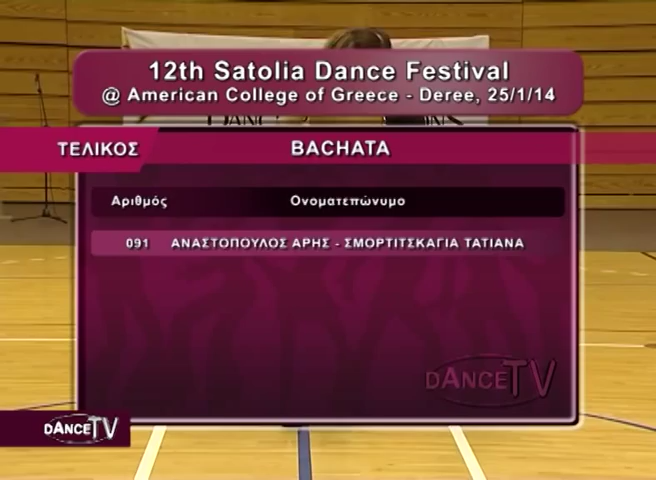 12th Satolia Dance Festival
@ American College of Greece - Deree, 25/1/14
ΤΕΛΙΚΟΣ BACHATA
Αριθμός Ονοματεπώνυμο
091 ΑΝΑΣΤΟΠΟΥΛΟΣ ΑΡΗΣ - ΣΜΟΡΤΙΤΣΚΑΓΙΑ ΤΑΤΙΑΝΑ
DANCE TV
DANCE TV